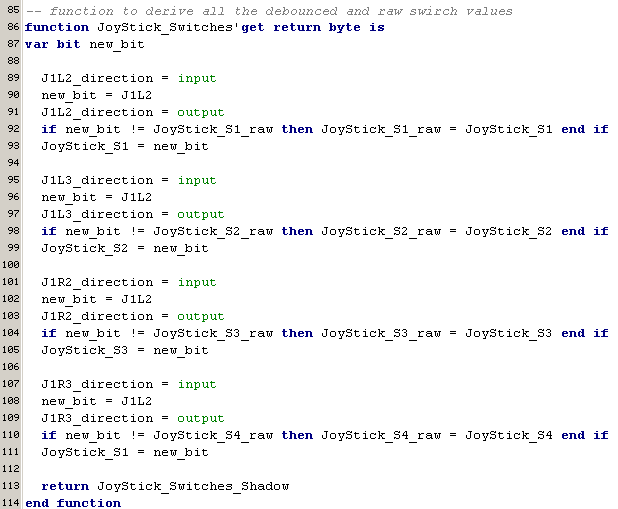 85 -- function to derive all the debounced and raw swirch values
86 function JoyStick_Switches'get return byte is
87 var bit new_bit
88
89 J1L2_direction = input
90 new_bit = J1L2
91 J1L2_direction = output
92 if new_bit != JoyStick_S1_raw then JoyStick_S1_raw = JoyStick_S1 end if
93 JoyStick_S1 = new_bit
94
95 J1L3_direction = input
96 new_bit = J1L2
97 J1L3_direction = output
98 if new_bit != JoyStick_S2_raw then JoyStick_S2_raw = JoyStick_S2 end if
99 JoyStick_S2 = new_bit
100
101 J1R2_direction = input
102 new_bit = J1L2
103 J1R2_direction = output
104 if new_bit != JoyStick_S3_raw then JoyStick_S3_raw = JoyStick_S3 end if
105 JoyStick_S3 = new_bit
106
107 J1R3_direction = input
108 new_bit = J1L2
109 J1R3_direction = output
110 if new_bit != JoyStick_S4_raw then JoyStick_S4_raw = JoyStick_S4 end if
111 JoyStick_S1 = new_bit
112
113 return JoyStick_Switches_Shadow
114 end function